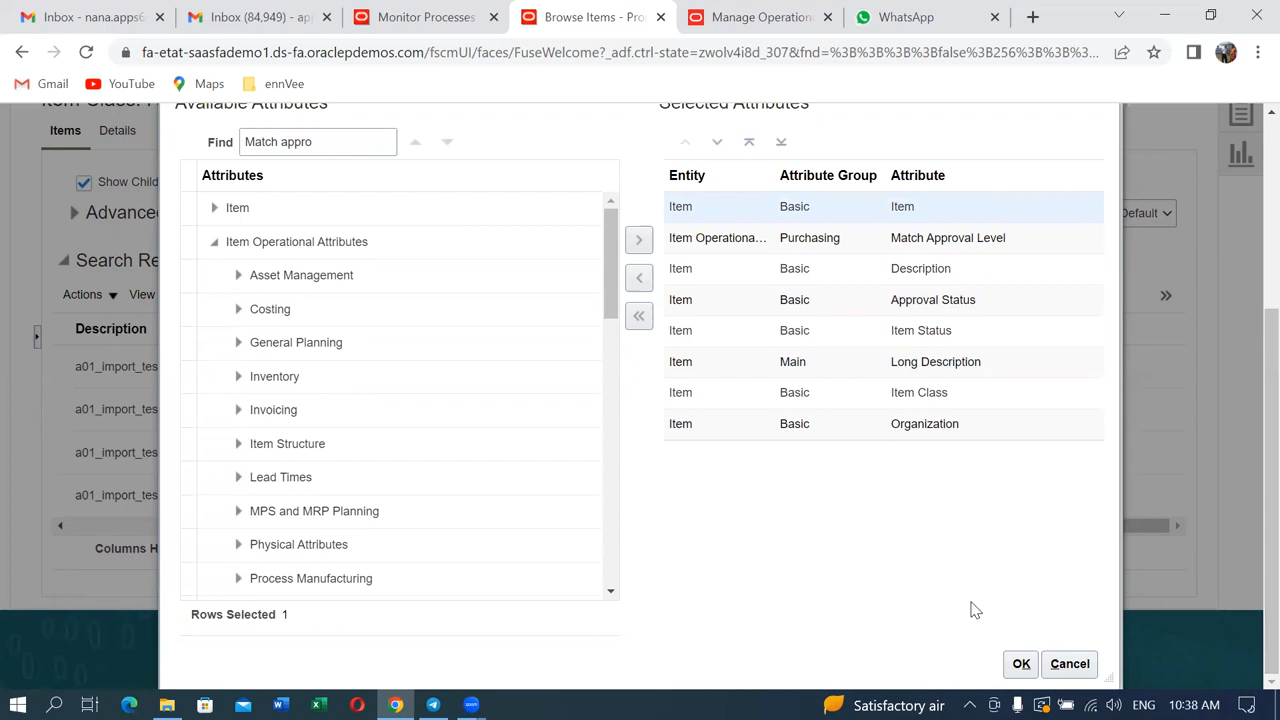 Inbox - nana.apps6
Inbox (84,949) - app
Monitor Processes
Browse Items - Pro
Manage Operation
WhatsApp
fa-etat-saasfademo1.ds-fa.oraclepdemos.com/fscmUI/faces/FuseWelcome?_adf.ctrl-state=zwolv4ifd_307&fnd=%3B%3B%3B%3Bfalse%3B256%3B%3B%3...
Gmail
YouTube
Maps
ennVee
Available Attributes
Selected Attributes
Items
Details
Find
Match appro
Attributes
Entity
Attribute Group
Attribute
Show Child
Item
Item
Basic
Item
Advance
Default
Item Operational Attributes
Item Operationa...
Purchasing
Match Approval Level
Search Re
Asset Management
Item
Basic
Description
Actions
View
Costing
Item
Basic
Approval Status
Description
General Planning
Item
Basic
Item Status
a01_import_tes
Inventory
Item
Main
Long Description
a01_import_tes
Invoicing
Item
Basic
Item Class
a01_import_tes
Item Structure
Item
Basic
Organization
a01_import_tes
Lead Times
MPS and MRP Planning
Columns H
Physical Attributes
Process Manufacturing
Rows Selected 1
OK
Cancel
Satisfactory air
ENG
10:38 AM